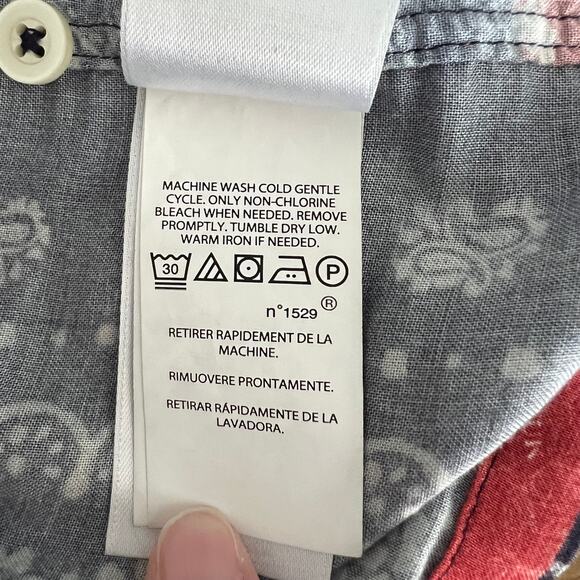 MACHINE WASH COLD GENTLE
CYCLE. ONLY NON-CHLORINE
BLEACH WHEN NEEDED. REMOVE
PROMPTLY. TUMBLE DRY LOW.
WARM IRON IF NEEDED.
30 P
n°1529 ®
RETIRER RAPIDEMENT DE LA
MACHINE.
RIMUOVERE PRONTAMENTE.
RETIRAR RÁPIDAMENTE DE LA
LAVADORA.